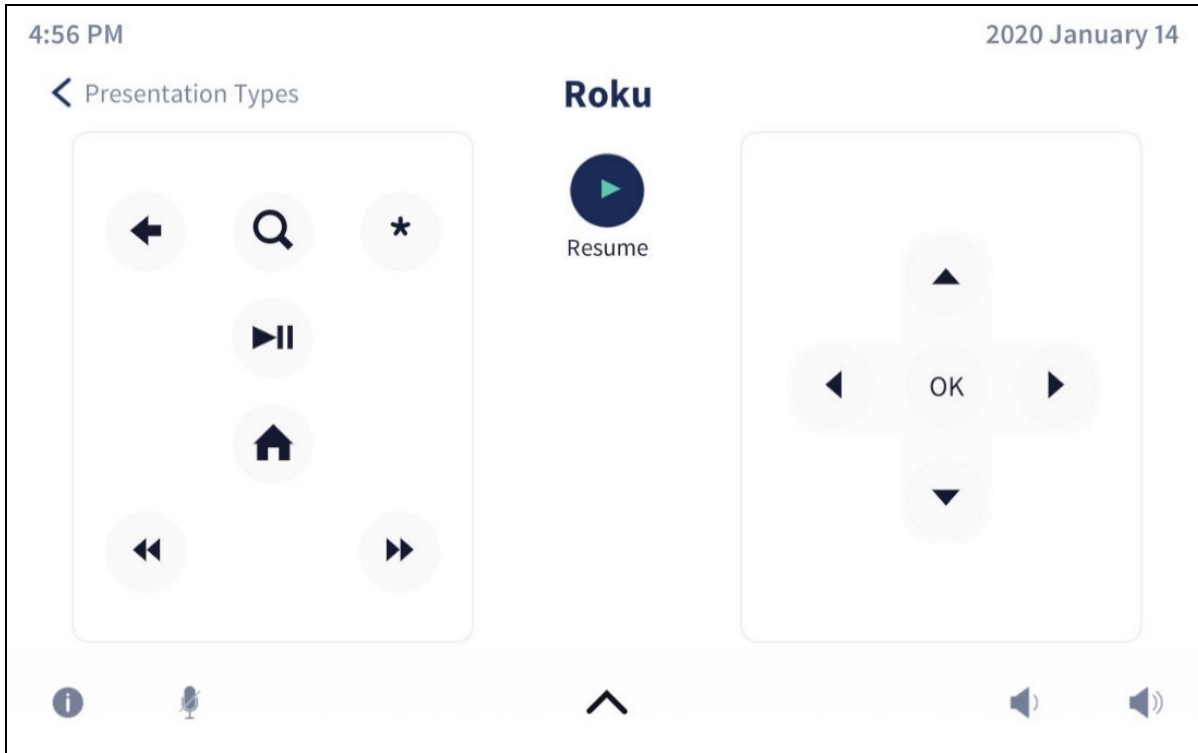 4:56 PM
2020 January 14
Presentation Types
Roku
*
Resume
OK